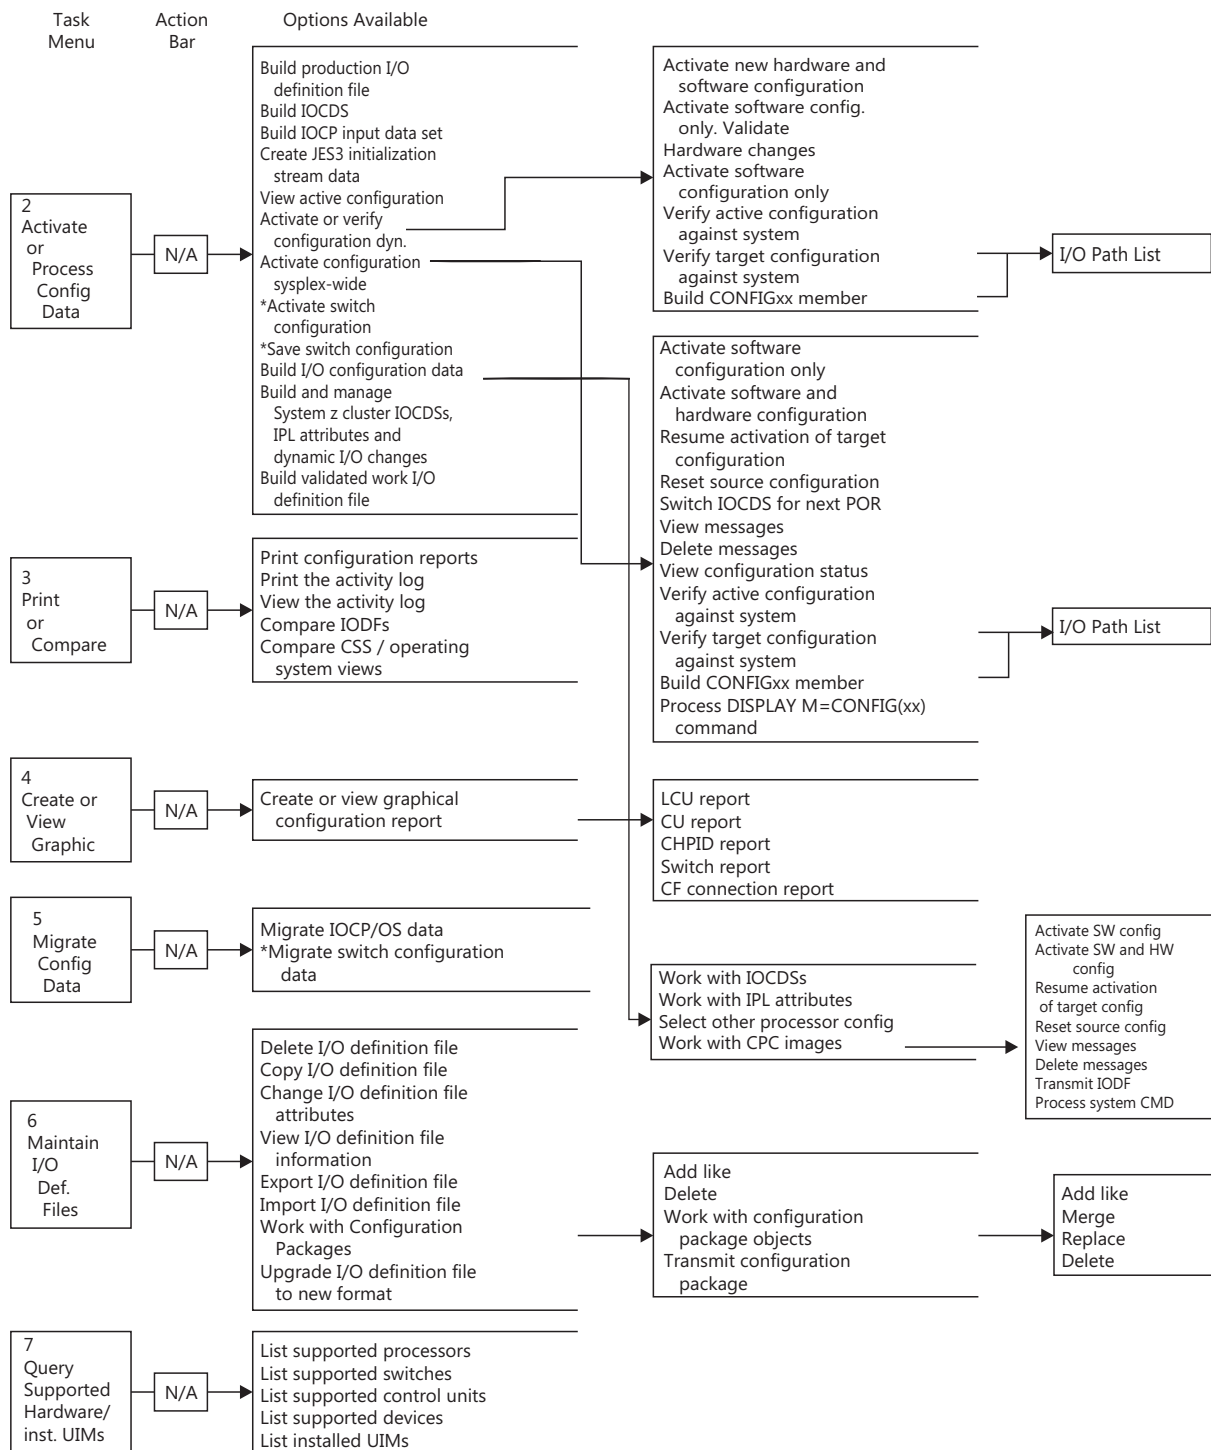 Task
Menu
Action
Bar
Options Available
2
Activate
or
Process
Config
Data
N/A
Build production I/O
definition file
Build IOCDS
Build IOCP input data set
Create JES3 initialization
stream data
View active configuration
Activate or verify
configuration dyn.
Activate configuration
sysplex-wide
*Activate switch
configuration
*Save switch configuration
Build I/O configuration data
Build and manage
System z cluster IOCDSs,
IPL attributes and
dynamic I/O changes
Build validated work I/O
definition file
Activate new hardware and
software configuration
Activate software config.
only. Validate
Hardware changes
Activate software
configuration only
Verify active configuration
against system
Verify target configuration
against system
Build CONFIGxx member
I/O Path List
Activate software
configuration only
Activate software and
hardware configuration
Resume activation of target
configuration
Reset source configuration
Switch IOCDS for next POR
View messages
Delete messages
View configuration status
Verify active configuration
against system
Verify target configuration
against system
Build CONFIGxx member
Process DISPLAY M=CONFIG(xx)
command
I/O Path List
3
Print
or
Compare
N/A
Print configuration reports
Print the activity log
View the activity log
Compare IODFs
Compare CSS / operating
system views
4
Create or
View
Graphic
N/A
Create or view graphical
configuration report
LCU report
CU report
CHPID report
Switch report
CF connection report
5
Migrate
Config
Data
N/A
Migrate IOCP/OS data
*Migrate switch configuration
data
Work with IOCDSs
Work with IPL attributes
Select other processor config
Work with CPC images
Activate SW config
Activate SW and HW
config
Resume activation
of target config
Reset source config
View messages
Delete messages
Transmit IODF
Process system CMD
6
Maintain
I/O
Def.
Files
N/A
Delete I/O definition file
Copy I/O definition file
Change I/O definition file
attributes
View I/O definition file
information
Export I/O definition file
Import I/O definition file
Work with Configuration
Packages
Upgrade I/O definition file
to new format
Add like
Delete
Work with configuration
package objects
Transmit configuration
package
Add like
Merge
Replace
Delete
7
Query
Supported
Hardware/
inst. UIMs
N/A
List supported processors
List supported switches
List supported control units
List supported devices
List installed UIMs